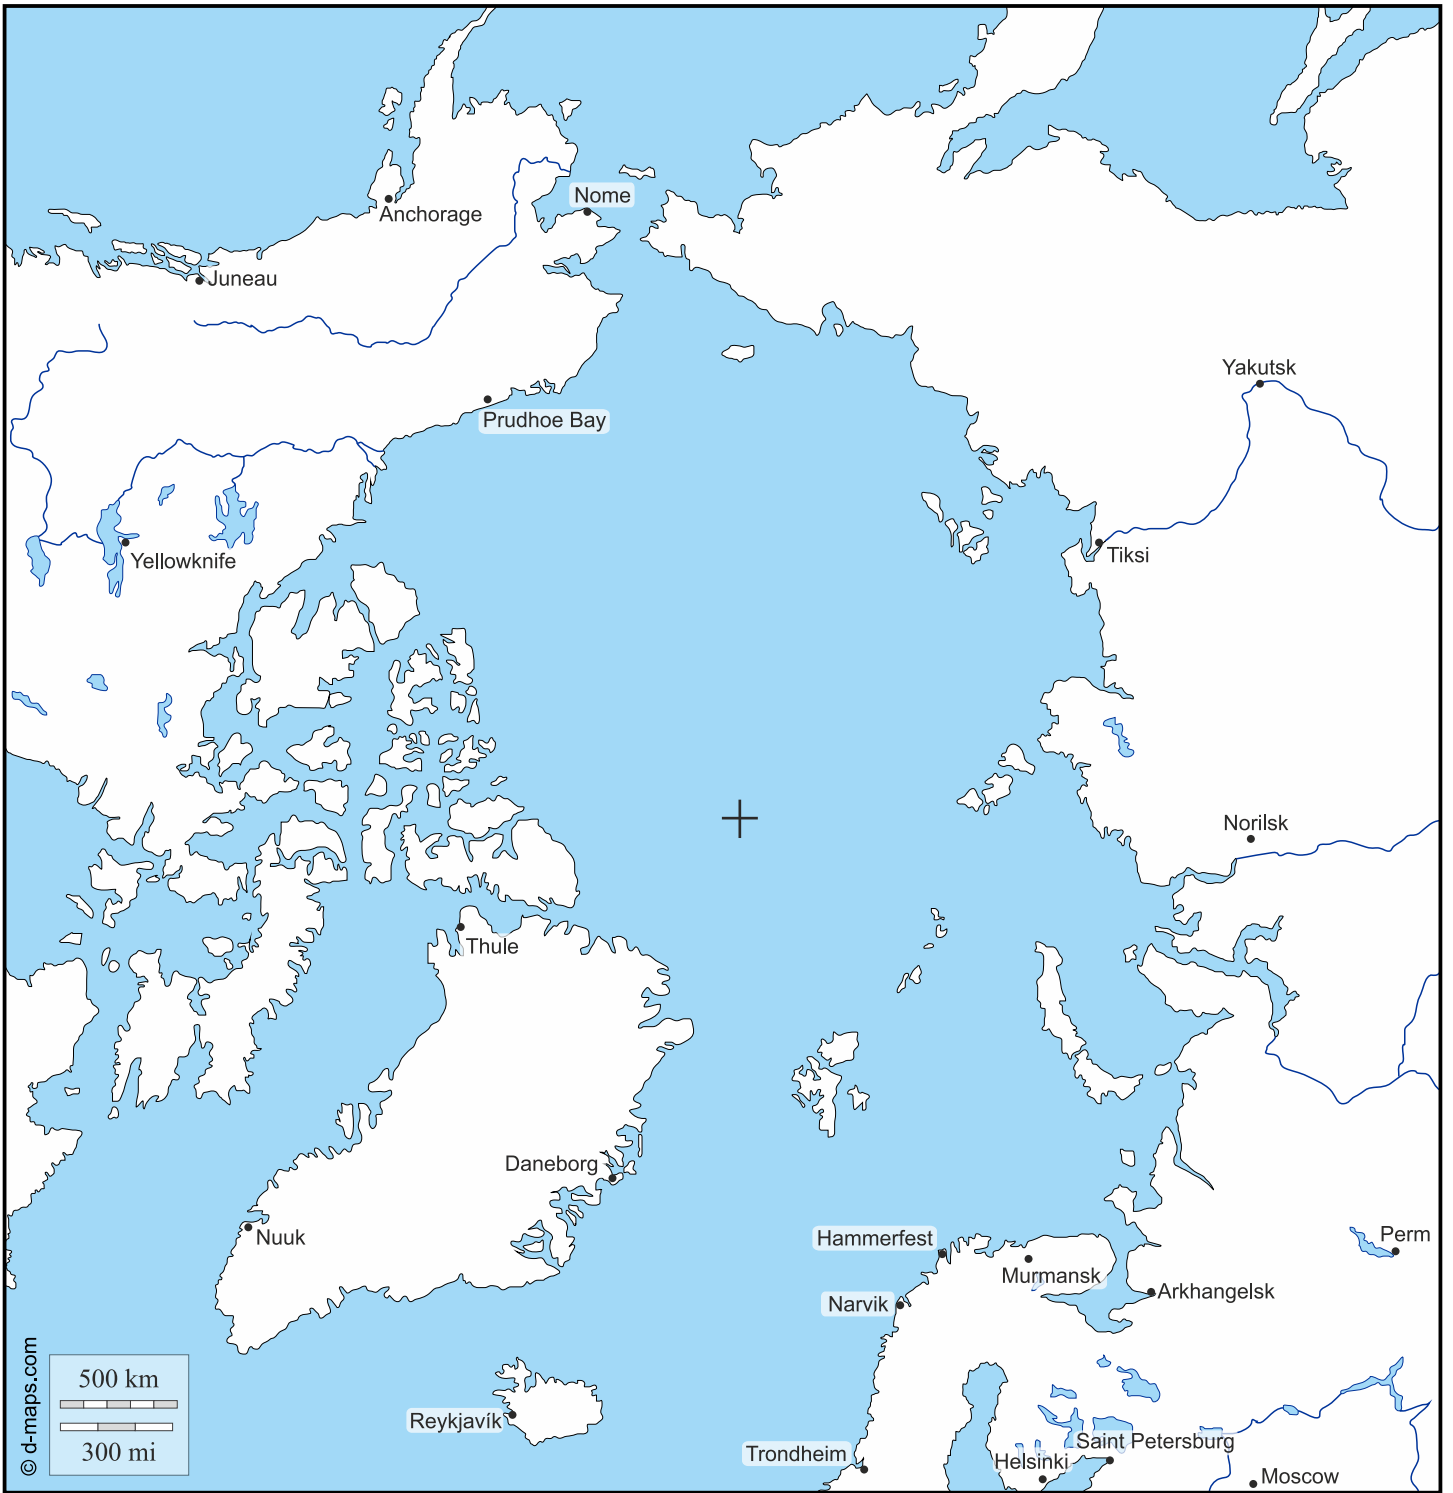 Nome
Anchorage
Juneau
Yakutsk
Prudhoe Bay
Yellowknife
Tiksi
Norilsk
Thule
Daneborg
Nuuk
Hammerfest
Perm
Murmansk
Narvik
Arkhangelsk
Reykjavík
Saint Petersburg
Trondheim
Helsinki
Moscow
500 km
300 mi
© d-maps.com